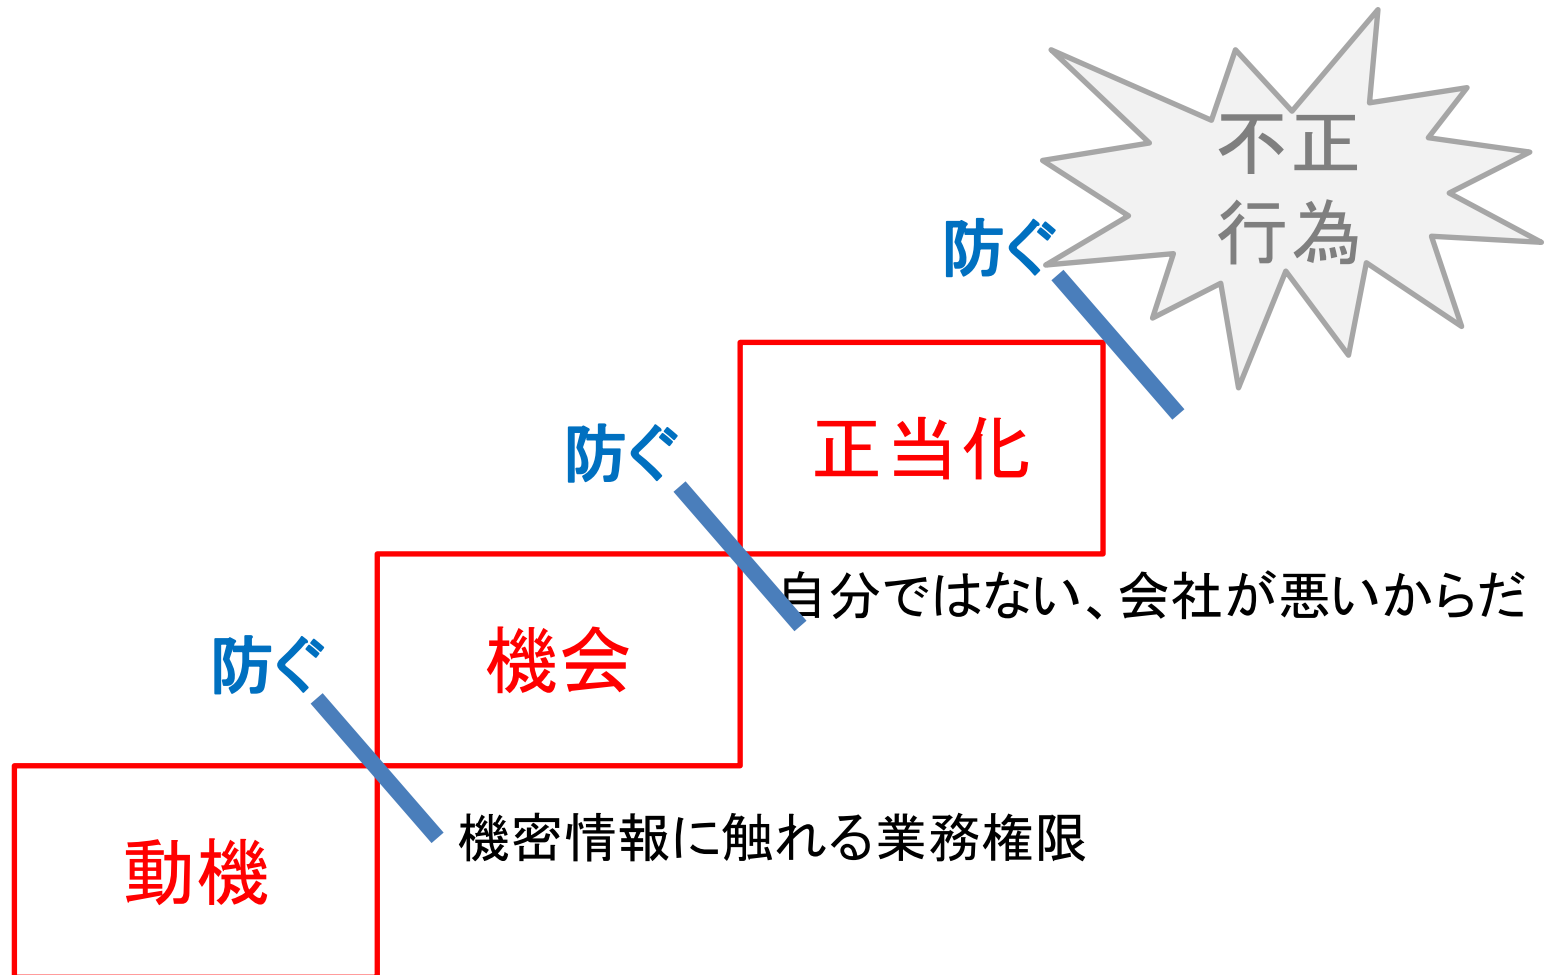 不正
行為
防ぐ
防ぐ
正当化
自分ではない、会社が悪いからだ
防ぐ
機会
機密情報に触れる業務権限
動機